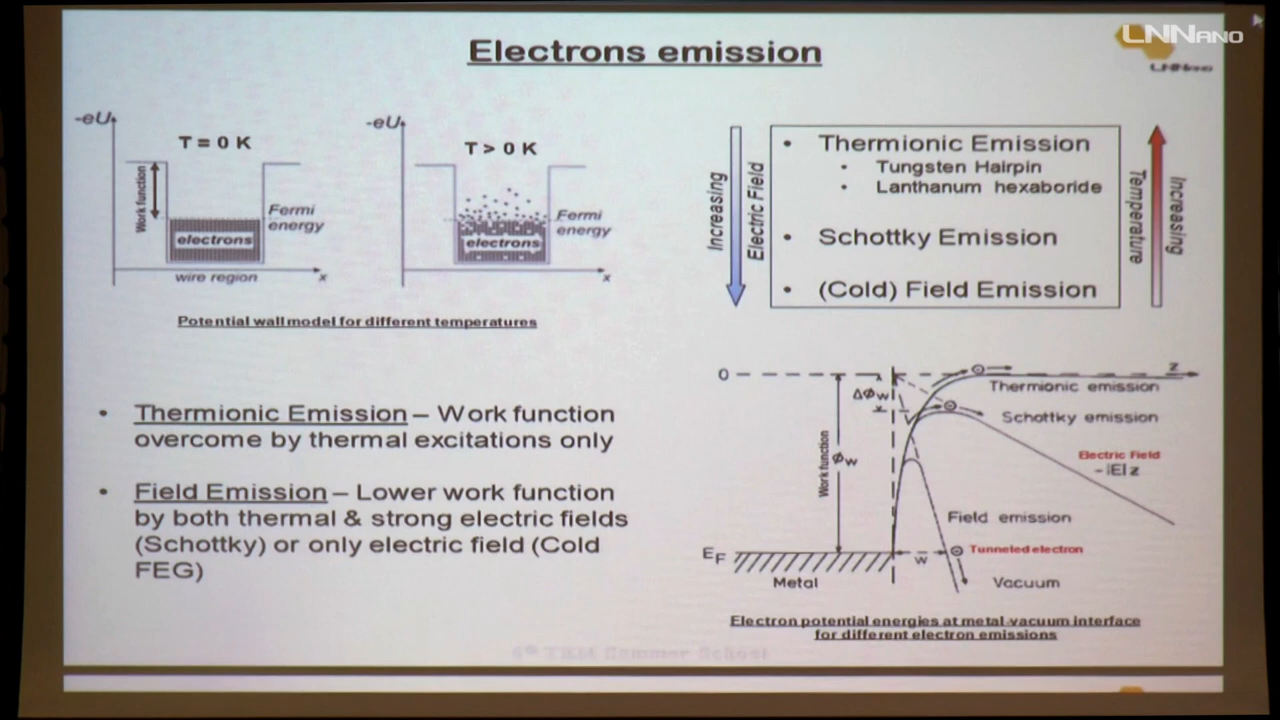 Electrons emission
LNNANO
LNNano
-eU
T = 0 K
Work function
Fermi
energy
electrons
wire region
x
-eU
T > 0 K
Fermi
energy
electrons
x
Potential wall model for different temperatures
Increasing
Electric Field
• Thermionic Emission
• Tungsten Hairpin
• Lanthanum hexaboride
• Schottky Emission
• (Cold) Field Emission
Increasing
Temperature
• Thermionic Emission – Work function
overcome by thermal excitations only
• Field Emission – Lower work function
by both thermal & strong electric fields
(Schottky) or only electric field (Cold
FEG)
0
z
ΔΦw
Thermionic emission
Schottky emission
Work function
Φw
Electric Field
-|E|z
Field emission
EF
w
Tunneled electron
Metal
Vacuum
Electron potential energies at metal-vacuum interface
for different electron emissions
4th TEM Summer School